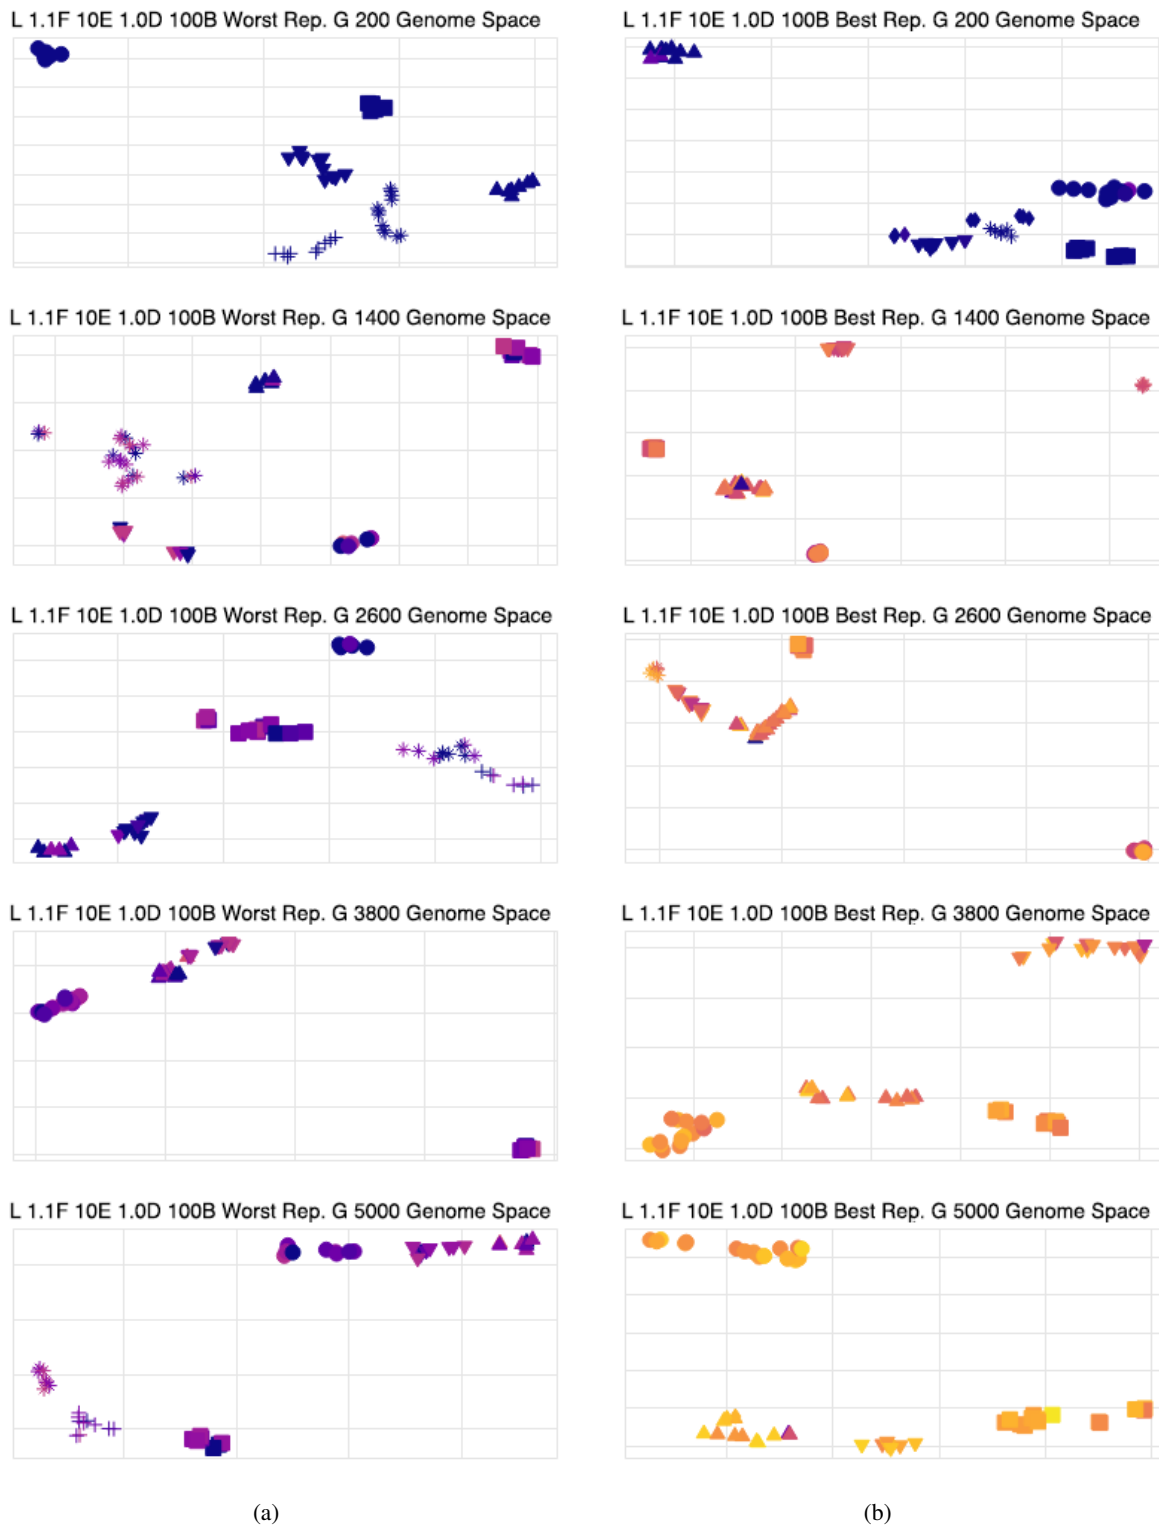 L 1.1F 10E 1.0D 100B Worst Rep. G 200 Genome Space
L 1.1F 10E 1.0D 100B Best Rep. G 200 Genome Space
L 1.1F 10E 1.0D 100B Worst Rep. G 1400 Genome Space
L 1.1F 10E 1.0D 100B Best Rep. G 1400 Genome Space
L 1.1F 10E 1.0D 100B Worst Rep. G 2600 Genome Space
L 1.1F 10E 1.0D 100B Best Rep. G 2600 Genome Space
L 1.1F 10E 1.0D 100B Worst Rep. G 3800 Genome Space
L 1.1F 10E 1.0D 100B Best Rep. G 3800 Genome Space
L 1.1F 10E 1.0D 100B Worst Rep. G 5000 Genome Space
L 1.1F 10E 1.0D 100B Best Rep. G 5000 Genome Space
(a)
(b)